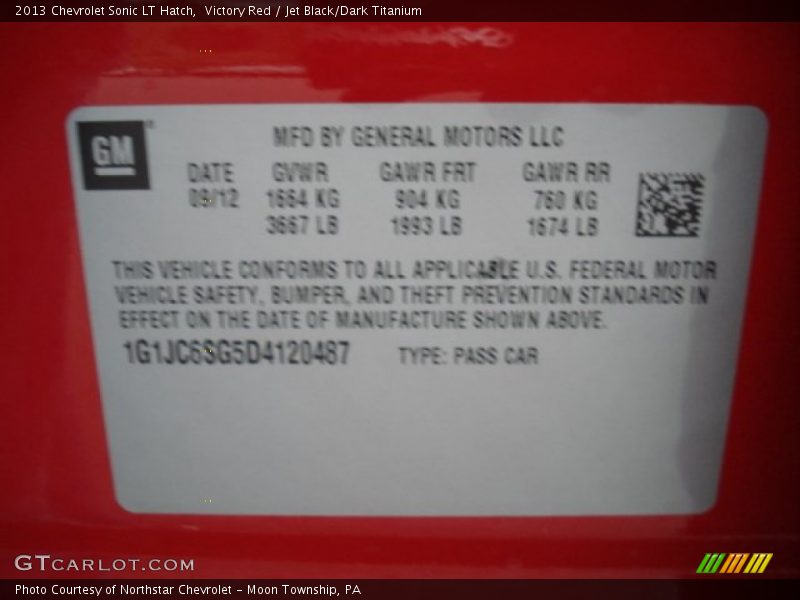 2013 Chevrolet Sonic LT Hatch, Victory Red / Jet Black/Dark Titanium
GM
MFD BY GENERAL MOTORS LLC
DATE GVWR GAWR FRT GAWR RR
09/12 1664 KG 904 KG 760 KG
3667 LB 1993 LB 1674 LB
THIS VEHICLE CONFORMS TO ALL APPLICABLE U.S. FEDERAL MOTOR
VEHICLE SAFETY, BUMPER, AND THEFT PREVENTION STANDARDS IN
EFFECT ON THE DATE OF MANUFACTURE SHOWN ABOVE.
1G1JC6SG5D4120487 TYPE: PASS CAR
GTCARLOT.COM
Photo Courtesy of Northstar Chevrolet - Moon Township, PA